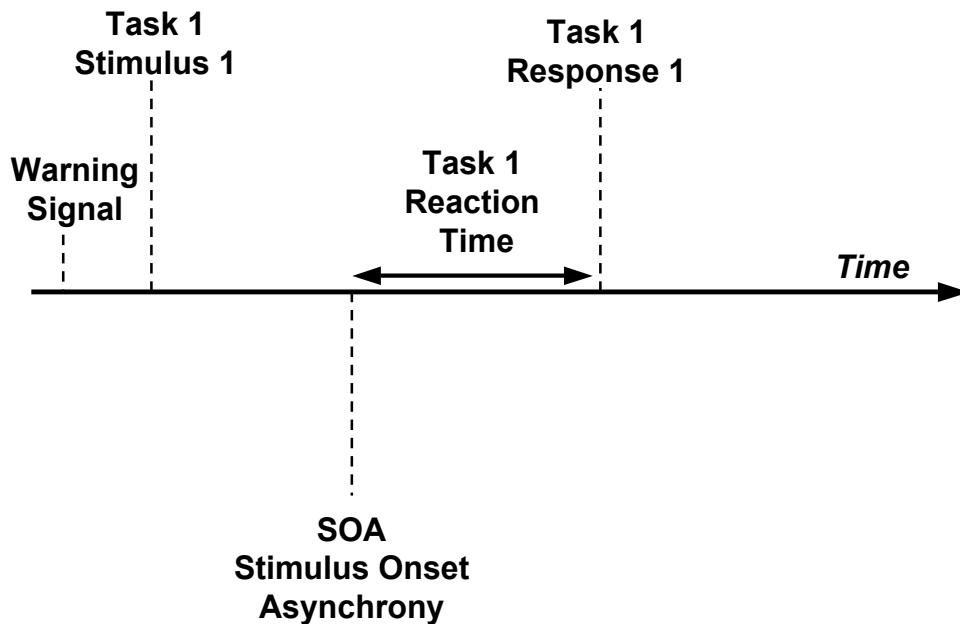 Task 1
Stimulus 1
Task 1
Response 1
Warning
Signal
Task 1
Reaction
Time
Time
SOA
Stimulus Onset
Asynchrony